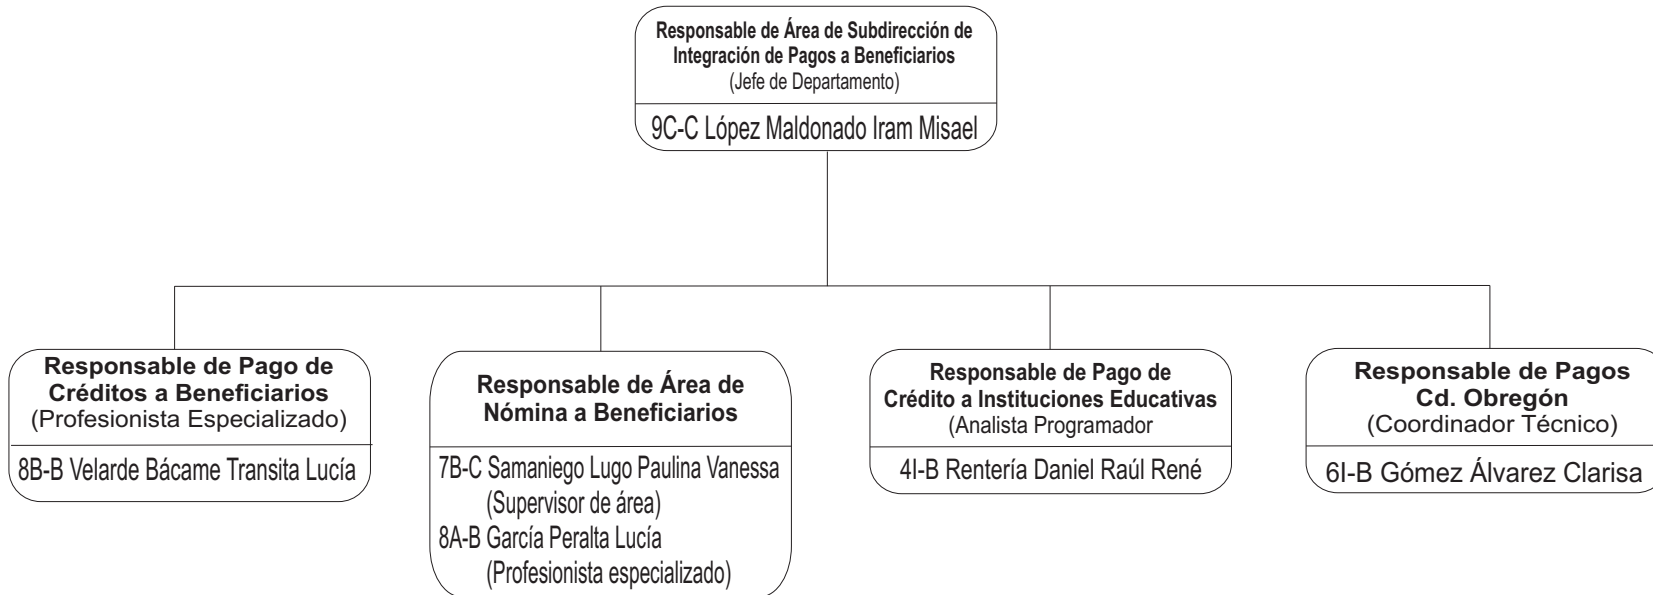 Responsable de Área de Subdirección de
Integración de Pagos a Beneficiarios
(Jefe de Departamento)
9C-C López Maldonado Iram Misael
Responsable de Pago de
Créditos a Beneficiarios
(Profesionista Especializado)
8B-B Velarde Bácame Transita Lucía
Responsable de Área de
Nómina a Beneficiarios
7B-C Samaniego Lugo Paulina Vanessa
(Supervisor de área)
8A-B García Peralta Lucía
(Profesionista especializado)
Responsable de Pago de
Crédito a Instituciones Educativas
(Analista Programador
4I-B Rentería Daniel Raúl René
Responsable de Pagos
Cd. Obregón
(Coordinador Técnico)
6I-B Gómez Álvarez Clarisa